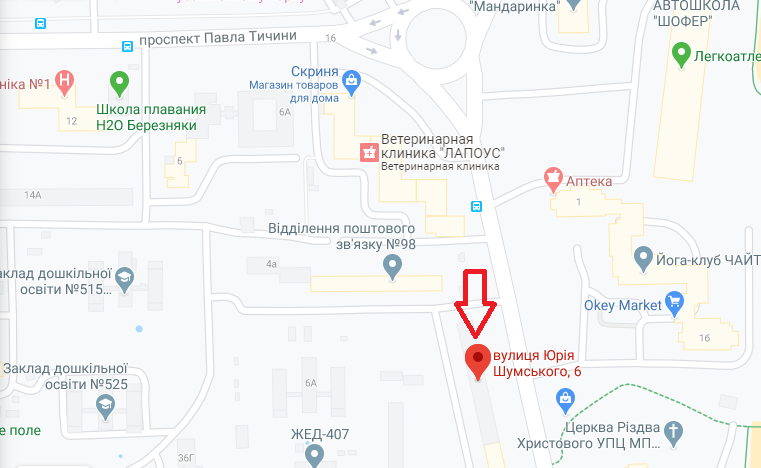 "Мандаринка"
АВТОШКОЛА
"ШОФЕР"
проспект Павла Тичини
16
Легкоатле
Скриня
Магазин товаров
для дома
ніка №1
Школа плавания
H2O Березняки
12
6А
6
Ветеринарная
клиника "ЛАПОУС"
Ветеринарная клиника
Аптека
1
14А
Відділення поштового
зв'язку №98
4а
Йога-клуб ЧАЙТ
аклад дошкільної
освіти №515...
Okey Market
16
вулиця Юрія
Шумського, 6
Заклад дошкільної
освіти №525
6А
е поле
ЖЕД-407
36Г
Церква Різдва
Христового УПЦ МП...